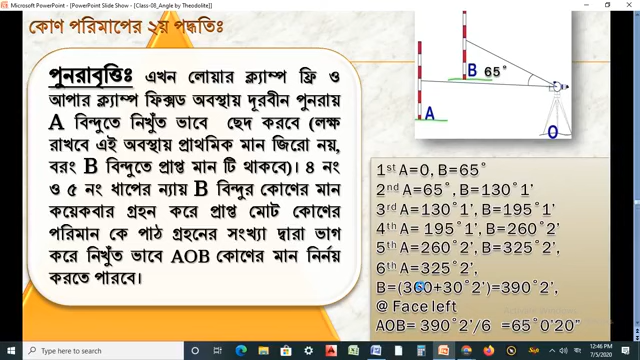 Microsoft PowerPoint - PowerPoint Slide Show - [Class-08_Angle by Theodolite]
কোণ পরিমাপের ২য় পদ্ধতিঃ
পুনরাবৃত্তিঃ এখন লোয়ার ক্ল্যাম্প ফ্রি ও
আপার ক্ল্যাম্প ফিক্সড অবস্থায় দূরবীন পুনরায়
A বিন্দুতে নিখুঁত ভাবে ছেদ করবে (লক্ষ
রাখবে এই অবস্থায় প্রাথমিক মান জিরো নয়,
বরং B বিন্দুতে প্রাপ্ত মান টি থাকবে)। ৪ নং
ও ৫ নং ধাপের ন্যায় B বিন্দুর কোণের মান
কয়েকবার গ্রহন করে প্রাপ্ত মোট কোণের
পরিমান কে পাঠ গ্রহনের সংখ্যা দ্বারা ভাগ
করে নিখুঁত ভাবে AOB কোণের মান নির্নয়
করতে পারবে।
B 65°
A
O
1st A=0, B=65°
2nd A=65°, B=130°1’
3rd A=130°1’, B=195°1’
4th A= 195°1’, B=260°2’
5th A=260°2’, B=325°2’
6th A=325°2’,
B=(360+30°2’)=390°2’,
@ Face left
AOB= 390°2’/6 =65°0’20”
Type here to search
12:46 PM